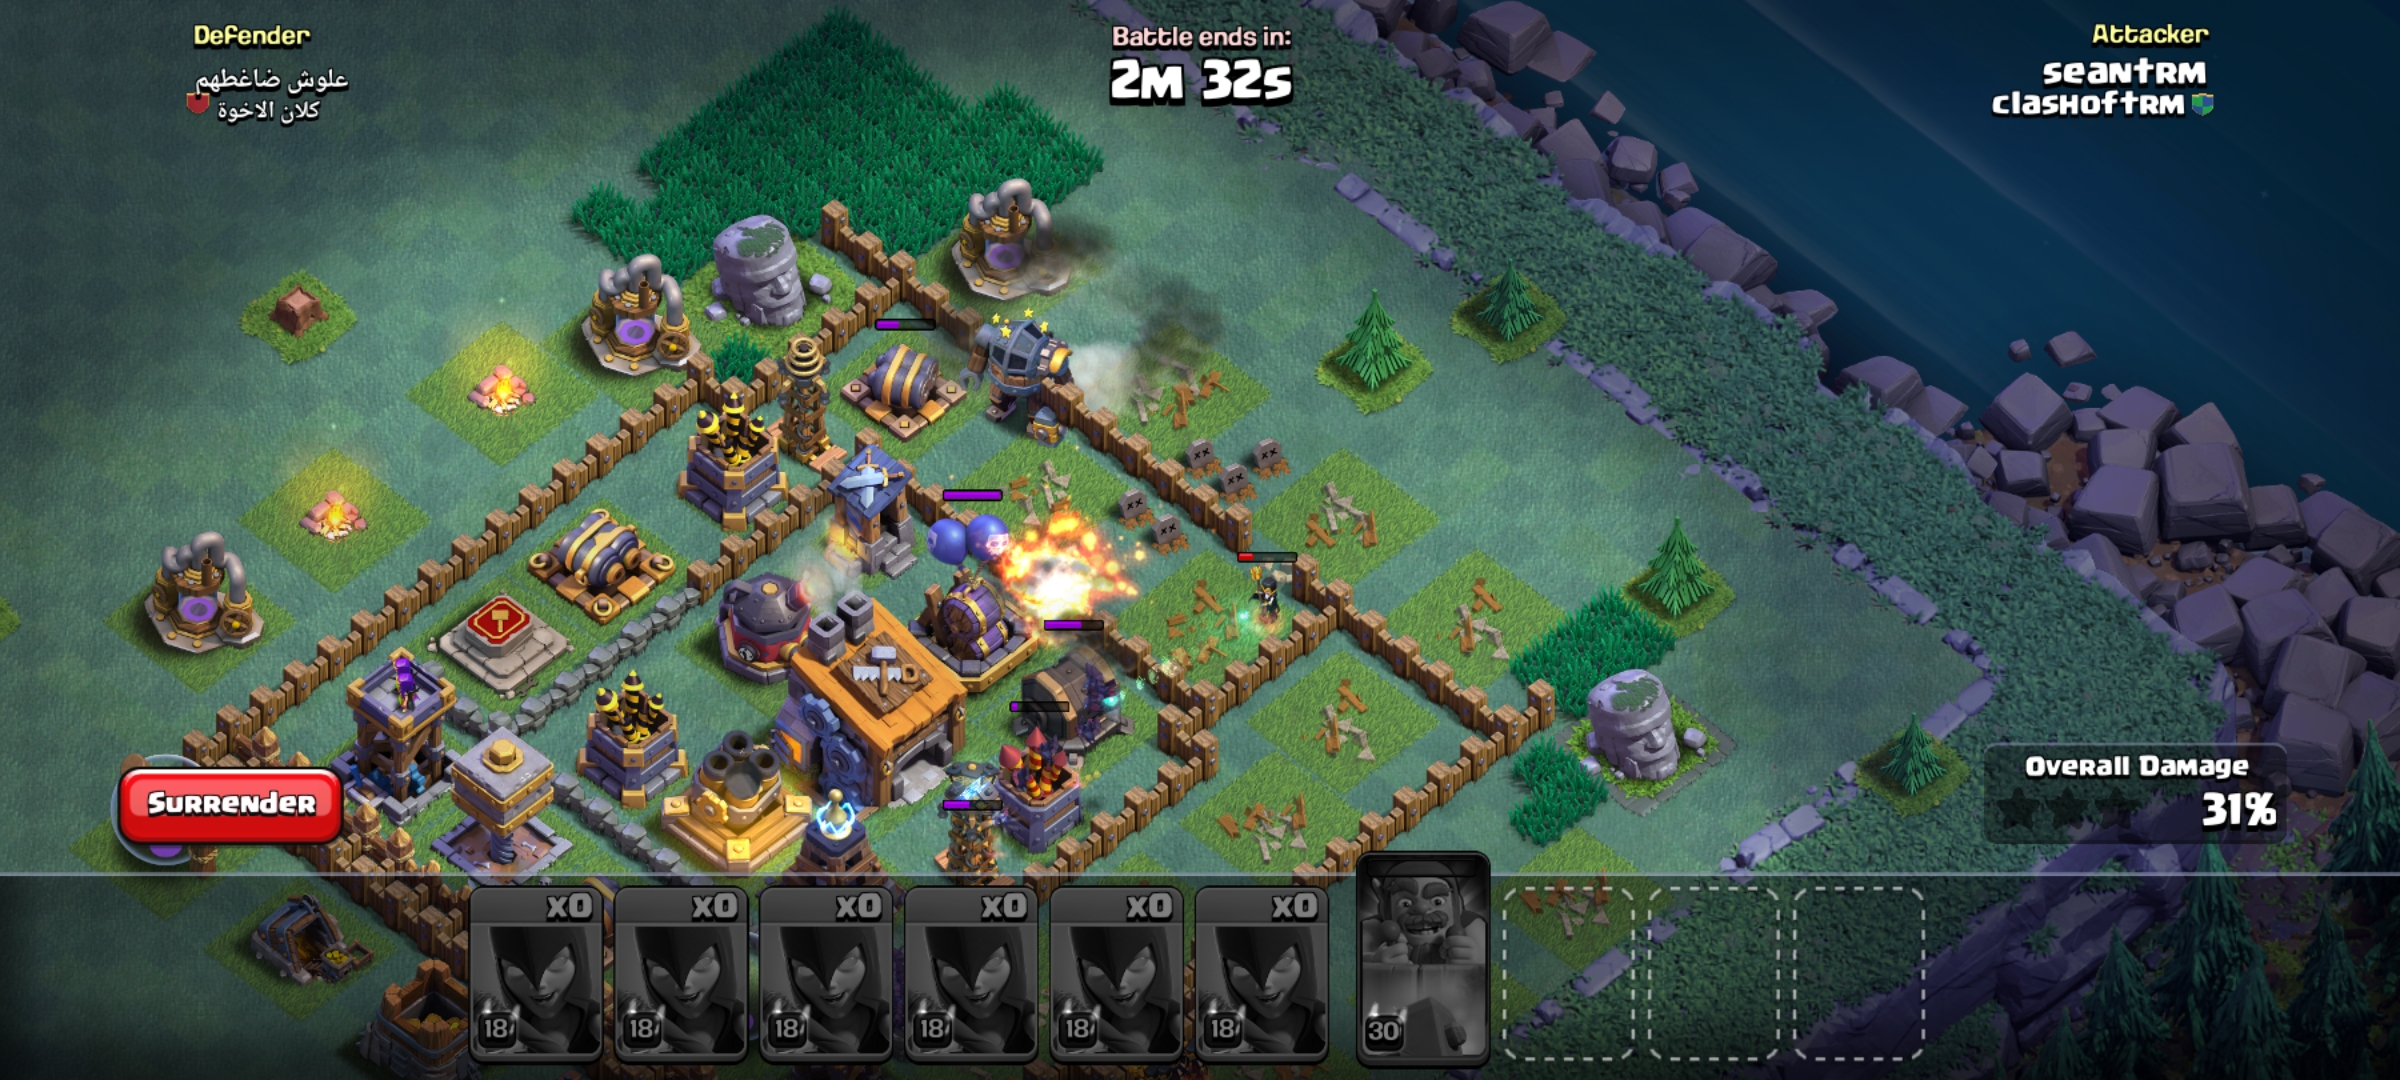 Defender
علوش ضاغطهم
كلان الاخوة
Battle ends in:
2M 32s
Attacker
seantRM
clashoftRM
Surrender
Overall Damage
31%
x0 x0 x0 x0 x0 x0
18 18 18 18 18 18 30